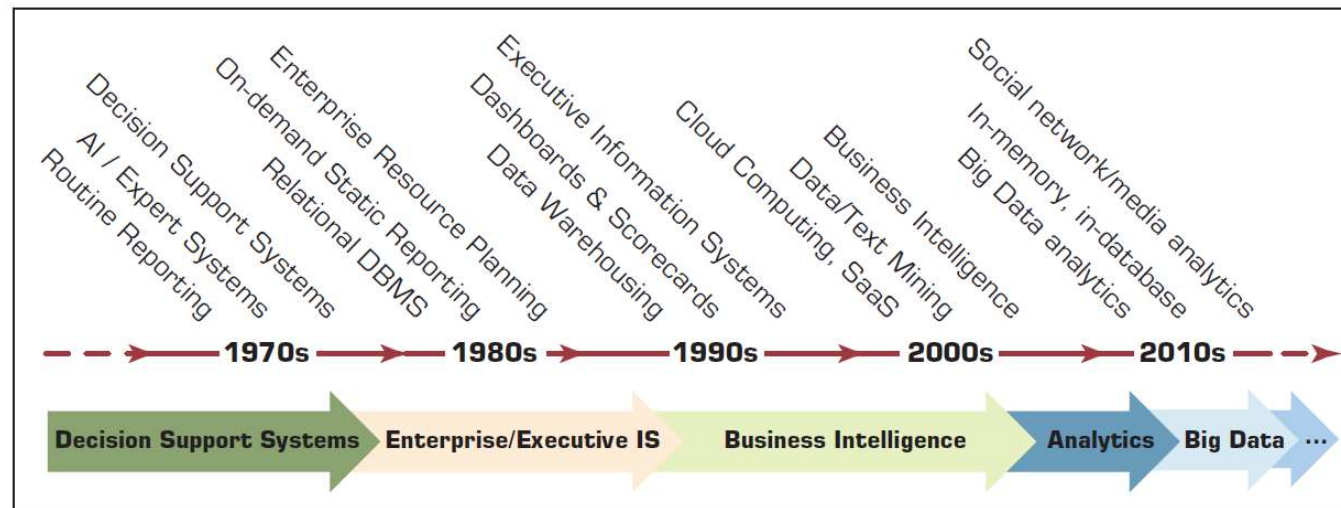 Routine Reporting
AI / Expert Systems
Decision Support Systems
Relational DBMS
On-demand Static Reporting
Enterprise Resource Planning
Data Warehousing
Dashboards & Scorecards
Executive Information Systems
Cloud Computing, SaaS
Data/Text Mining
Business Intelligence
Big Data analytics
In-memory, in-database
Social network/media analytics
1970s
1980s
1990s
2000s
2010s
Decision Support Systems
Enterprise/Executive IS
Business Intelligence
Analytics
Big Data
...